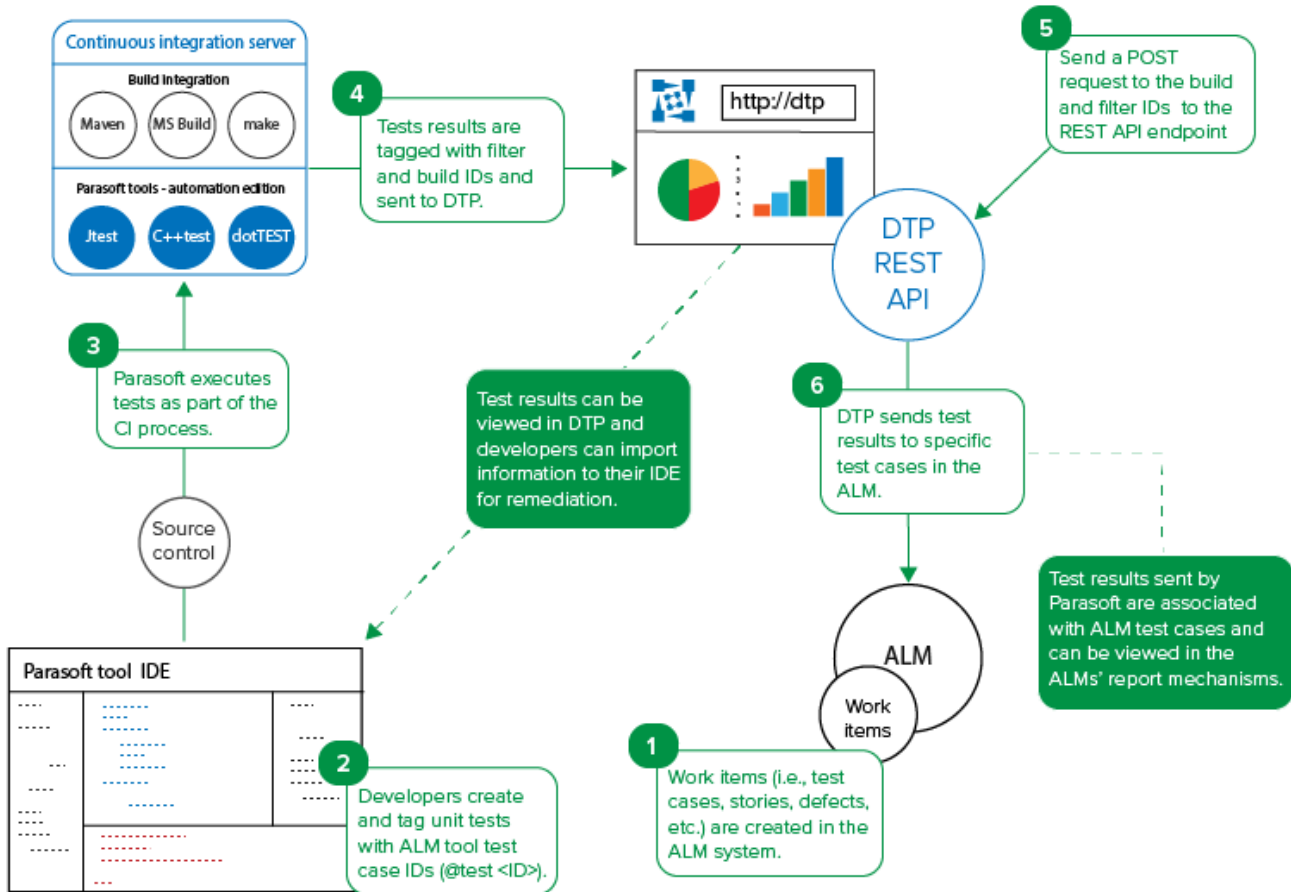 Continuous integration server
Build integration
Maven
MS Build
make
Parasoft tools - automation edition
Jtest
C++test
dotTEST
4
Tests results are
tagged with filter
and build IDs and
sent to DTP.
http://dtp
5
Send a POST
request to the build
and filter IDs to the
REST API endpoint
DTP
REST
API
3
Parasoft executes
tests as part of the
CI process.
Test results can be
viewed in DTP and
developers can import
information to their IDE
for remediation.
6
DTP sends test
results to specific
test cases in the
ALM.
Source
control
Test results sent by
Parasoft are associated
with ALM test cases and
can be viewed in the
ALMs' report mechanisms.
Parasoft tool IDE
2
Developers create
and tag unit tests
with ALM tool test
case IDs (@test <ID>).
ALM
Work
items
1
Work items (i.e., test
cases, stories, defects,
etc.) are created in the
ALM system.